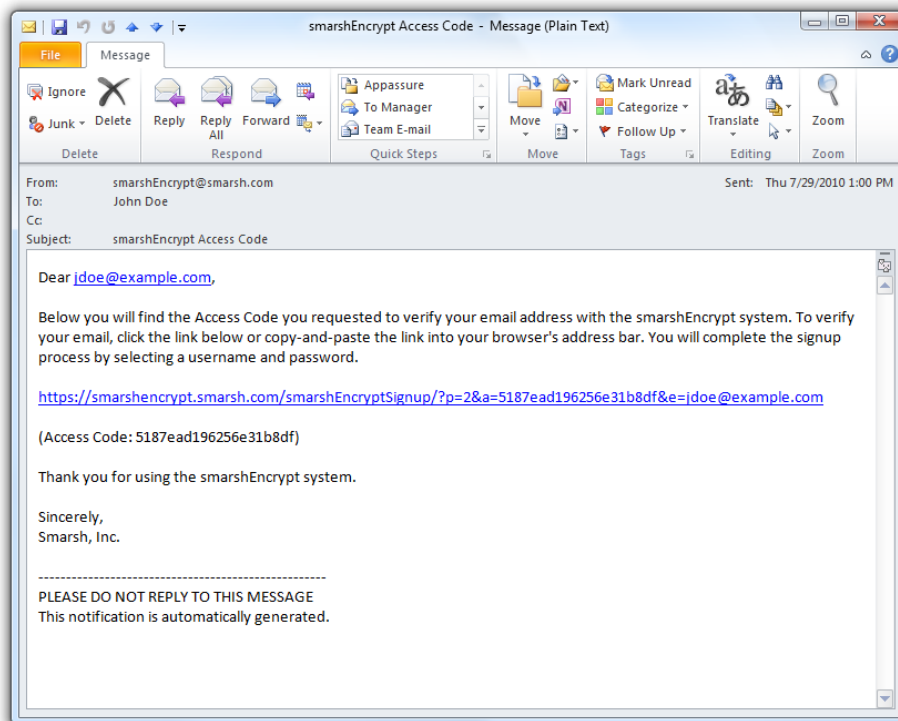 smarshEncrypt Access Code - Message (Plain Text)
File Message
Ignore
Junk
Delete
Reply
Reply All
Forward
Appassure
To Manager
Team E-mail
Move
Mark Unread
Categorize
Follow Up
Translate
Zoom
Delete Respond Quick Steps Move Tags Editing Zoom
From: smarshEncrypt@smarsh.com Sent: Thu 7/29/2010 1:00 PM
To: John Doe
Cc:
Subject: smarshEncrypt Access Code
Dear jdoe@example.com,
Below you will find the Access Code you requested to verify your email address with the smarshEncrypt system. To verify
your email, click the link below or copy-and-paste the link into your browser's address bar. You will complete the signup
process by selecting a username and password.
https://smarshencrypt.smarsh.com/smarshEncryptSignup/?p=2&a=5187ead196256e31b8df&e=jdoe@example.com
(Access Code: 5187ead196256e31b8df)
Thank you for using the smarshEncrypt system.
Sincerely,
Smarsh, Inc.
----------------------------------------------------
PLEASE DO NOT REPLY TO THIS MESSAGE
This notification is automatically generated.